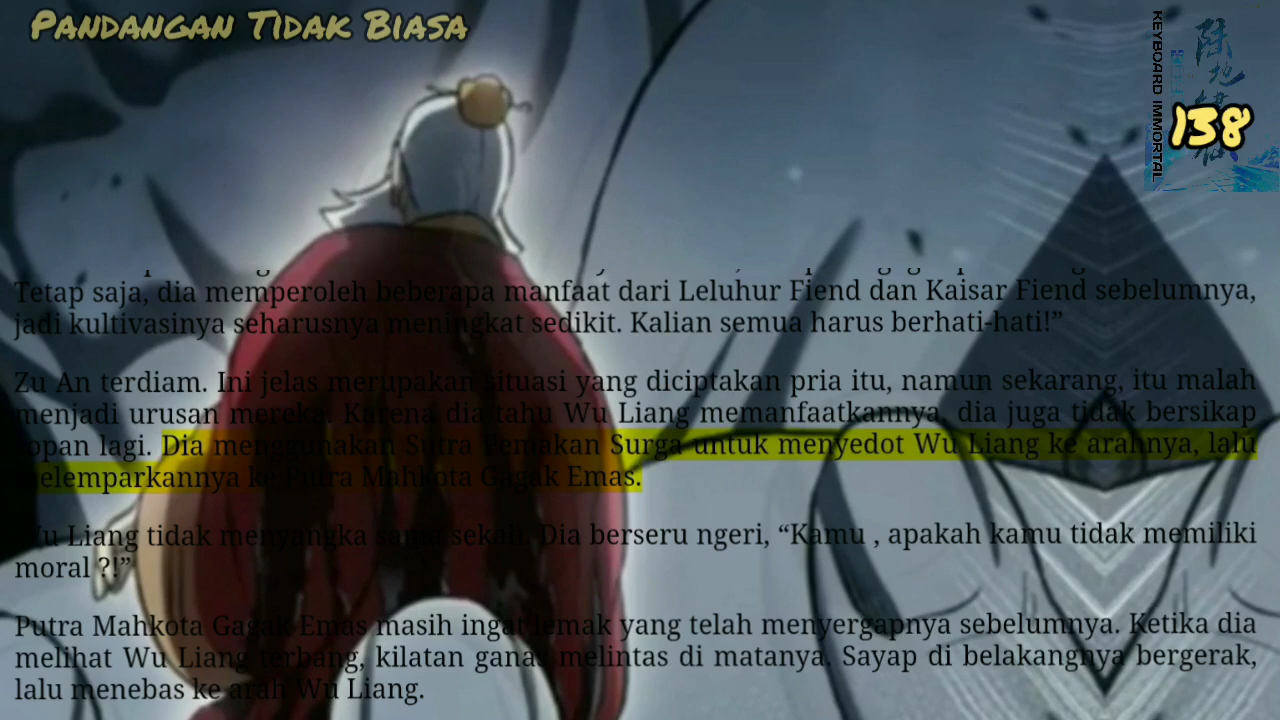 Pandangan Tidak Biasa
KEYBOARD IMMORTAL
138
Tetap saja, dia memperoleh beberapa manfaat dari Leluhur Fiend dan Kaisar Fiend sebelumnya,
jadi kultivasinya seharusnya meningkat sedikit. Kalian semua harus berhati-hati!”
Zu An terdiam. Ini jelas merupakan situasi yang diciptakan pria itu, namun sekarang, itu malah
menjadi urusan mereka. Karena dia tahu Wu Liang memanfaatkannya, dia juga tidak bersikap
sopan lagi. Dia menggunakan Sutra Pemakan Surga untuk menyedot Wu Liang ke arahnya, lalu
melemparkannya ke Putra Mahkota Gagak Emas.
Wu Liang tidak menyangka sama sekali. Dia berseru ngeri, “Kamu , apakah kamu tidak memiliki
moral ?!”
Putra Mahkota Gagak Emas masih ingat lemak yang telah menyergapnya sebelumnya. Ketika dia
melihat Wu Liang terbang, kilatan ganas melintas di matanya. Sayap di belakangnya bergerak,
lalu menebas ke arah Wu Liang.